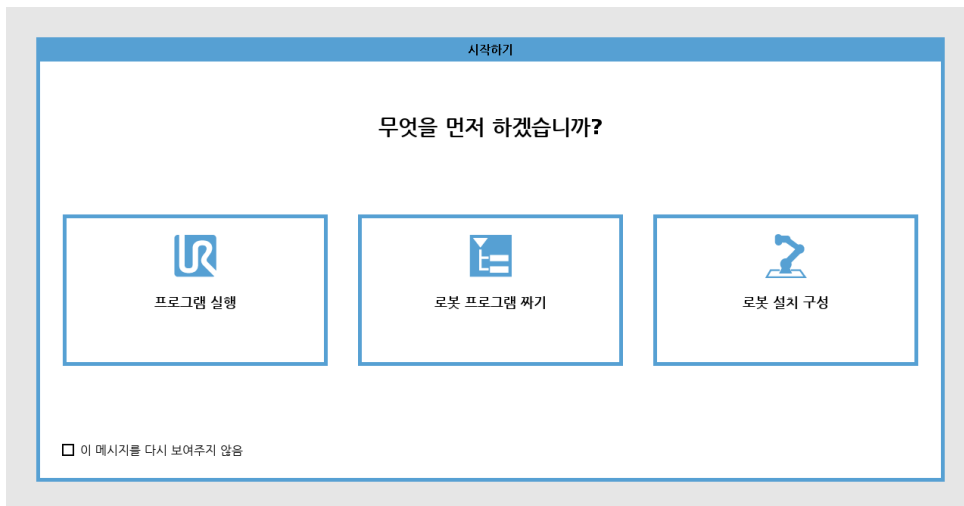 시작하기
무엇을 먼저 하겠습니까?
UR
프로그램 실행
로봇 프로그램 짜기
로봇 설치 구성
이 메시지를 다시 보여주지 않음